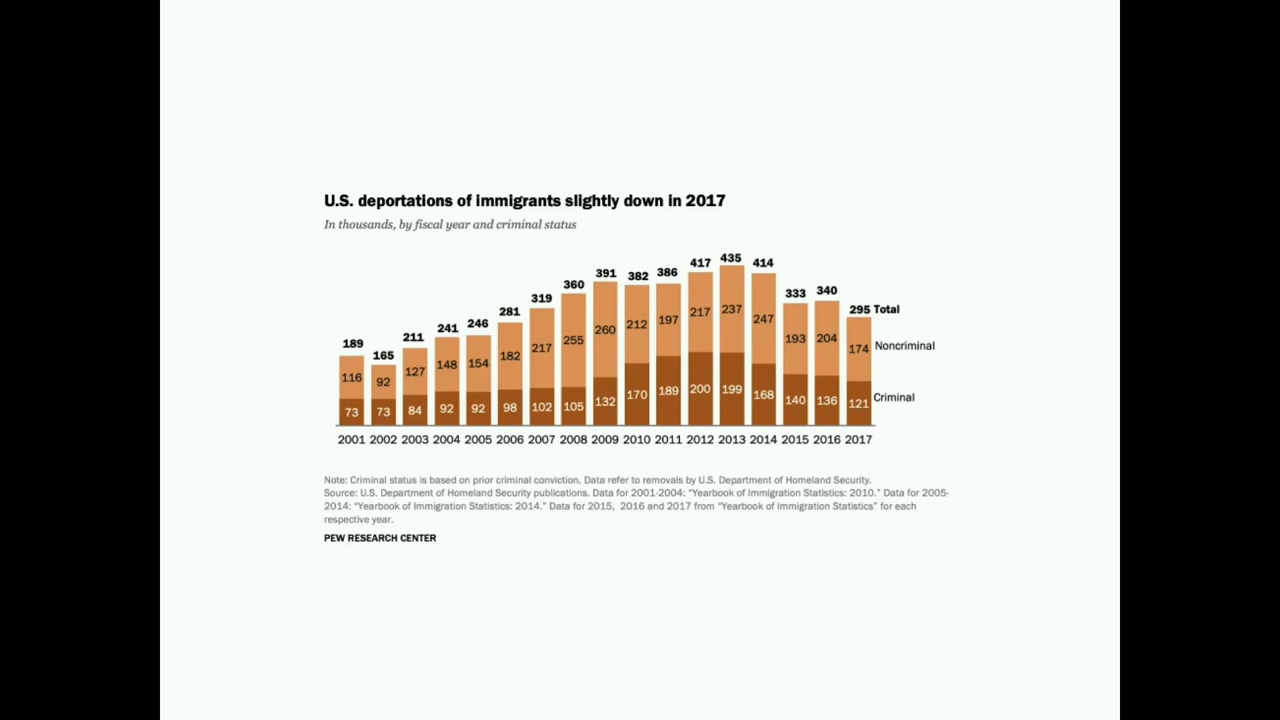 U.S. deportations of immigrants slightly down in 2017
In thousands, by fiscal year and criminal status
189 165 211 241 246 281 319 360 391 382 386 417 435 414 333 340 295 Total
116 92 127 148 154 182 217 255 260 212 197 217 237 247 193 204 174 Noncriminal
73 73 84 92 92 98 102 105 132 170 189 200 199 168 140 136 121 Criminal
2001 2002 2003 2004 2005 2006 2007 2008 2009 2010 2011 2012 2013 2014 2015 2016 2017
Note: Criminal status is based on prior criminal conviction. Data refer to removals by U.S. Department of Homeland Security.
Source: U.S. Department of Homeland Security publications. Data for 2001-2004: “Yearbook of Immigration Statistics: 2010.” Data for 2005-
2014: “Yearbook of Immigration Statistics: 2014.” Data for 2015, 2016 and 2017 from “Yearbook of Immigration Statistics” for each
respective year.
PEW RESEARCH CENTER